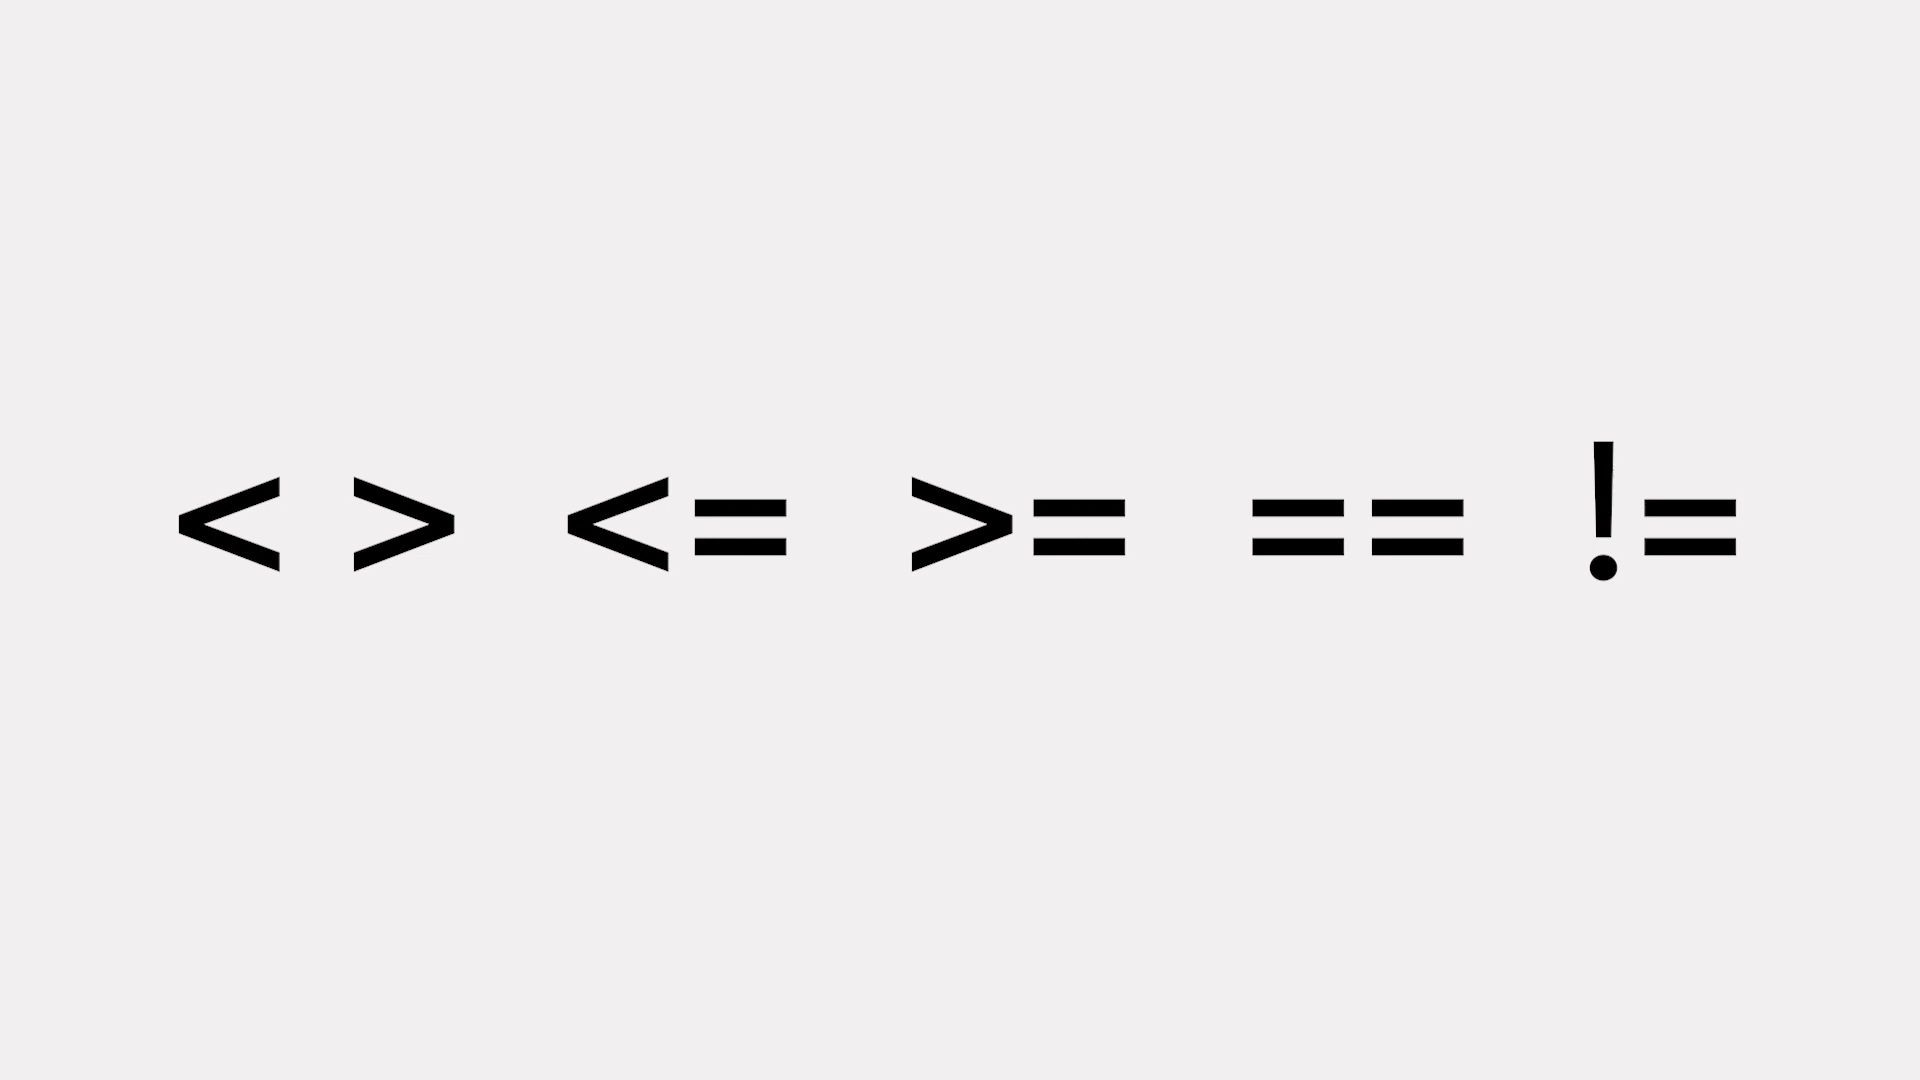 < > <= >= == !=